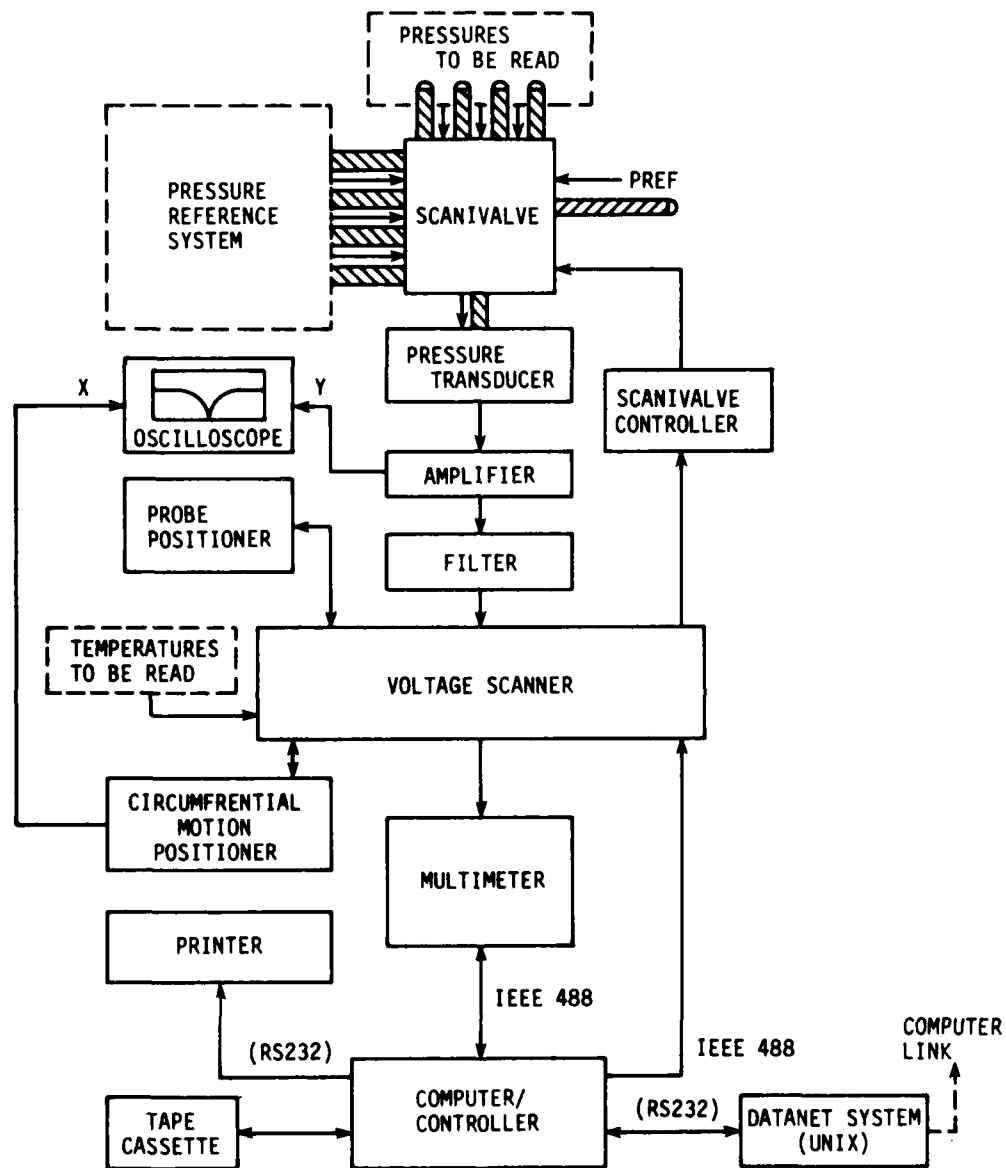 PRESSURES
TO BE READ
PRESSURE
REFERENCE
SYSTEM
SCANIVALVE
PREF
PRESSURE
TRANSDUCER
X
Y
OSCILLOSCOPE
SCANIVALVE
CONTROLLER
AMPLIFIER
PROBE
POSITIONER
FILTER
TEMPERATURES
TO BE READ
VOLTAGE SCANNER
CIRCUMFRENTIAL
MOTION
POSITIONER
MULTIMETER
PRINTER
IEEE 488
(RS232)
IEEE 488
COMPUTER
LINK
COMPUTER/
CONTROLLER
TAPE
CASSETTE
(RS232)
DATANET SYSTEM
(UNIX)